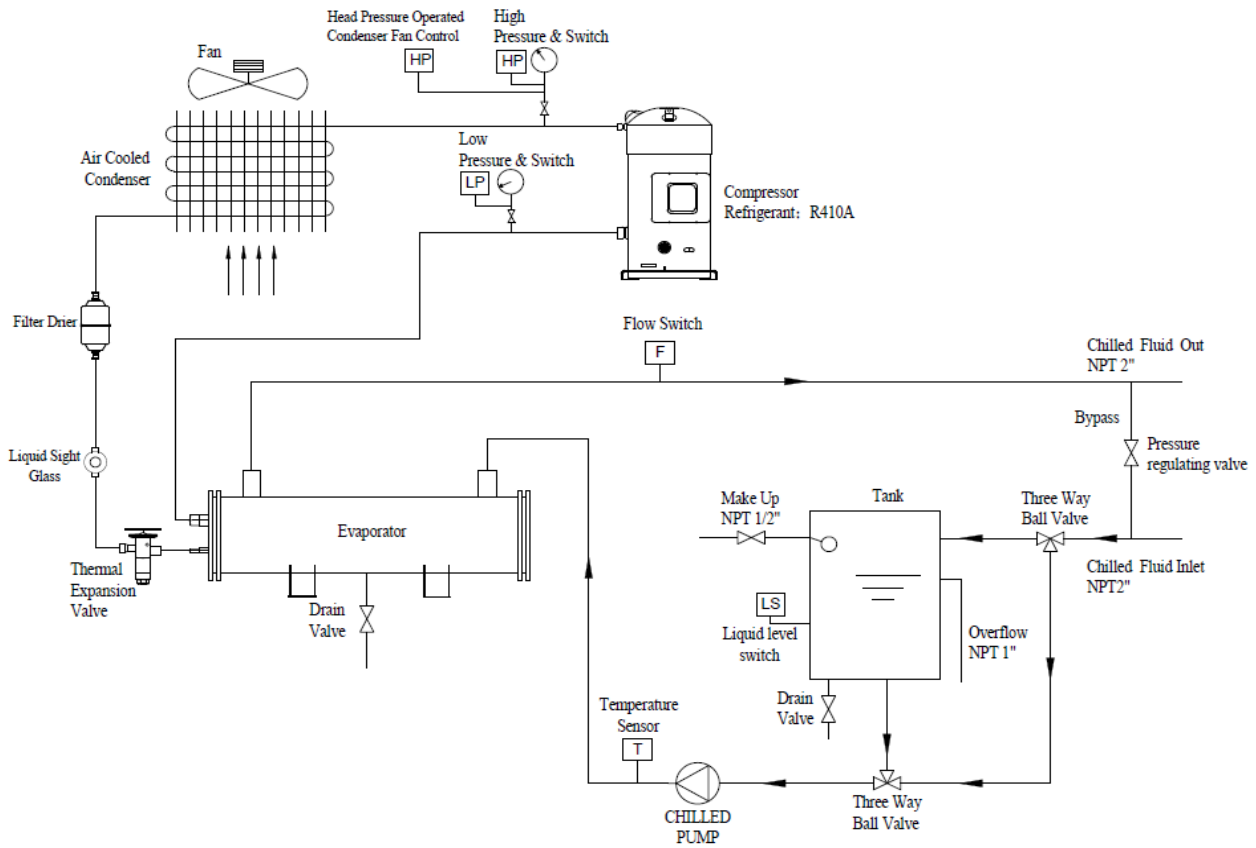 Head Pressure Operated
Condenser Fan Control
High
Pressure & Switch
Fan
HP
HP
Low
Pressure & Switch
LP
Air Cooled
Condenser
Compressor
Refrigerant：R410A
Filter Drier
Flow Switch
F
Chilled Fluid Out
NPT 2"
Bypass
Pressure
regulating valve
Liquid Sight
Glass
Make Up
NPT 1/2"
Tank
Three Way
Ball Valve
Evaporator
Thermal
Expansion
Valve
Chilled Fluid Inlet
NPT2"
Drain
Valve
LS
Liquid level
switch
Overflow
NPT 1"
Drain
Valve
Temperature
Sensor
T
CHILLED
PUMP
Three Way
Ball Valve